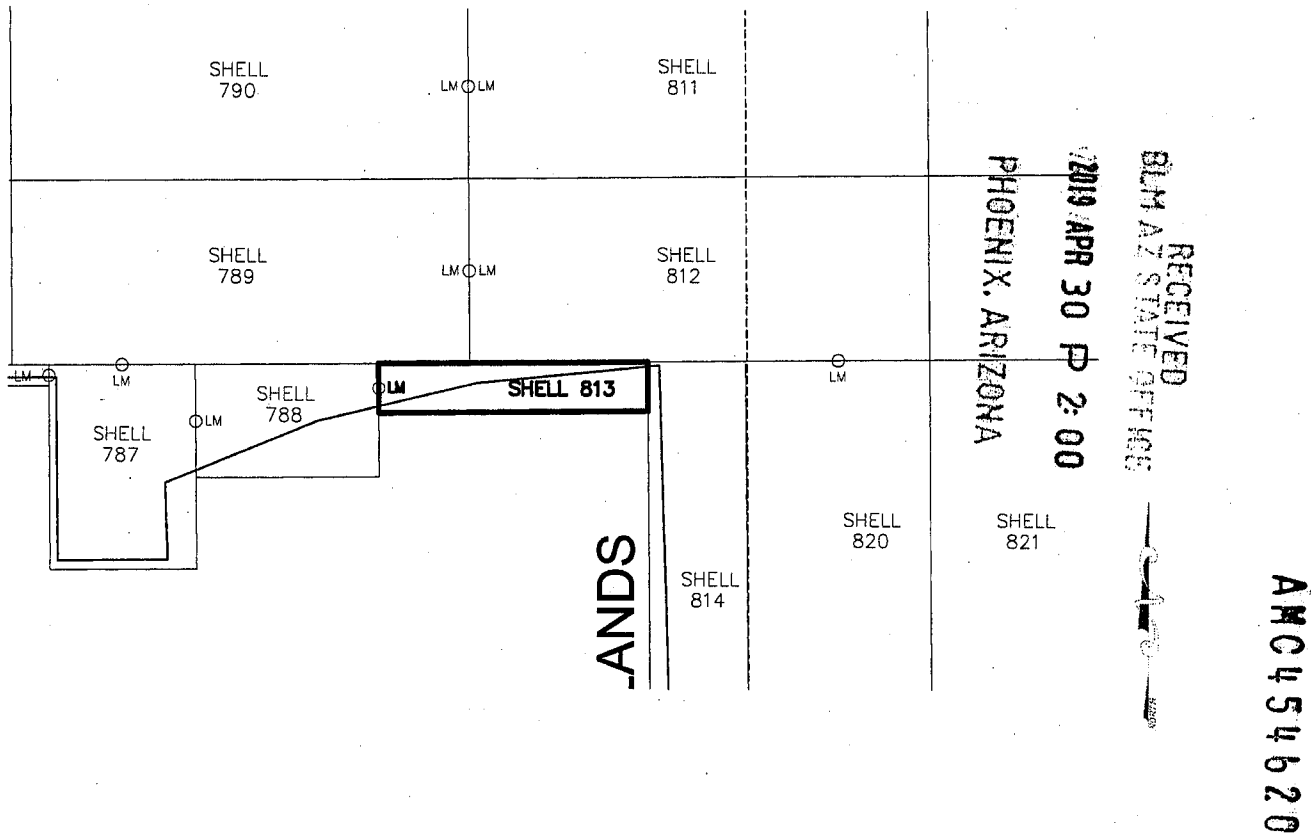 SHELL
790
LM LM
SHELL
811
SHELL
789
LM LM
SHELL
812
LM
LM
LM
SHELL
788
LM
SHELL 813
LM
SHELL
787
SHELL
814
SHELL
820
SHELL
821
LANDS
RECEIVED
BLM AZ STATE OFFICE
2019 APR 30 P 2:00
PHOENIX, ARIZONA
AMC454620